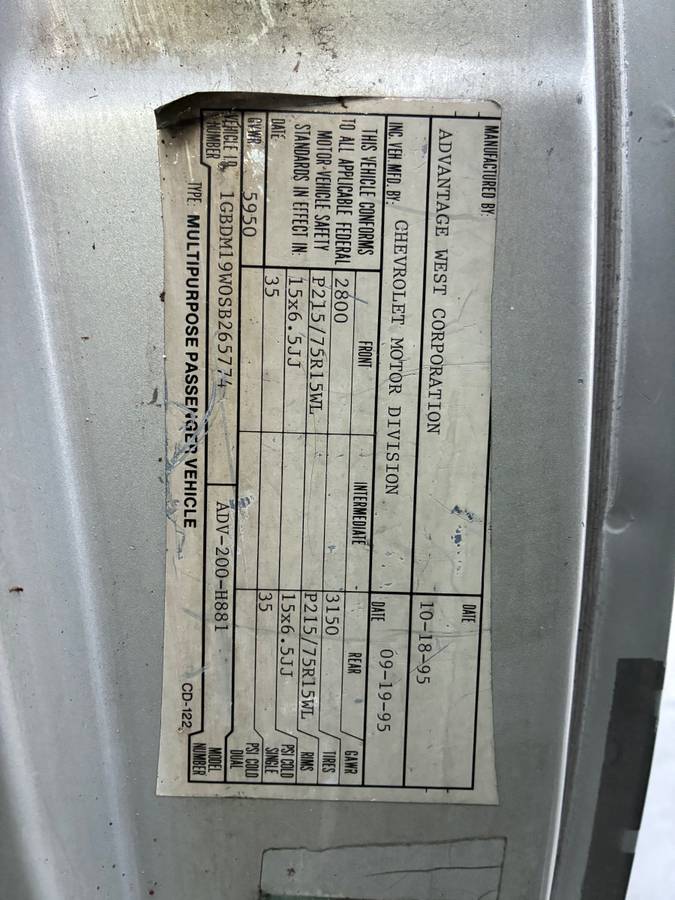 MANUFACTURED BY: DATE
ADVANTAGE WEST CORPORATION 10-18-95
INC. VEH. MFD. BY: CHEVROLET MOTOR DIVISION DATE 09-19-95
THIS VEHICLE CONFORMS FRONT INTERMEDIATE REAR
TO ALL APPLICABLE FEDERAL 2800 3150 GAWR
MOTOR-VEHICLE SAFETY P215/75R15WL P215/75R15WL TIRES
STANDARDS IN EFFECT IN: 15x6.5JJ 15x6.5JJ RIMS
DATE 35 35 PSI COLD SINGLE
GVWR 5950 PSI COLD DUAL
VEHICLE I.D. NUMBER 1GBDM19W0SB265774 ADV-200-H881 MODEL NUMBER
TYPE: MULTIPURPOSE PASSENGER VEHICLE CD-122